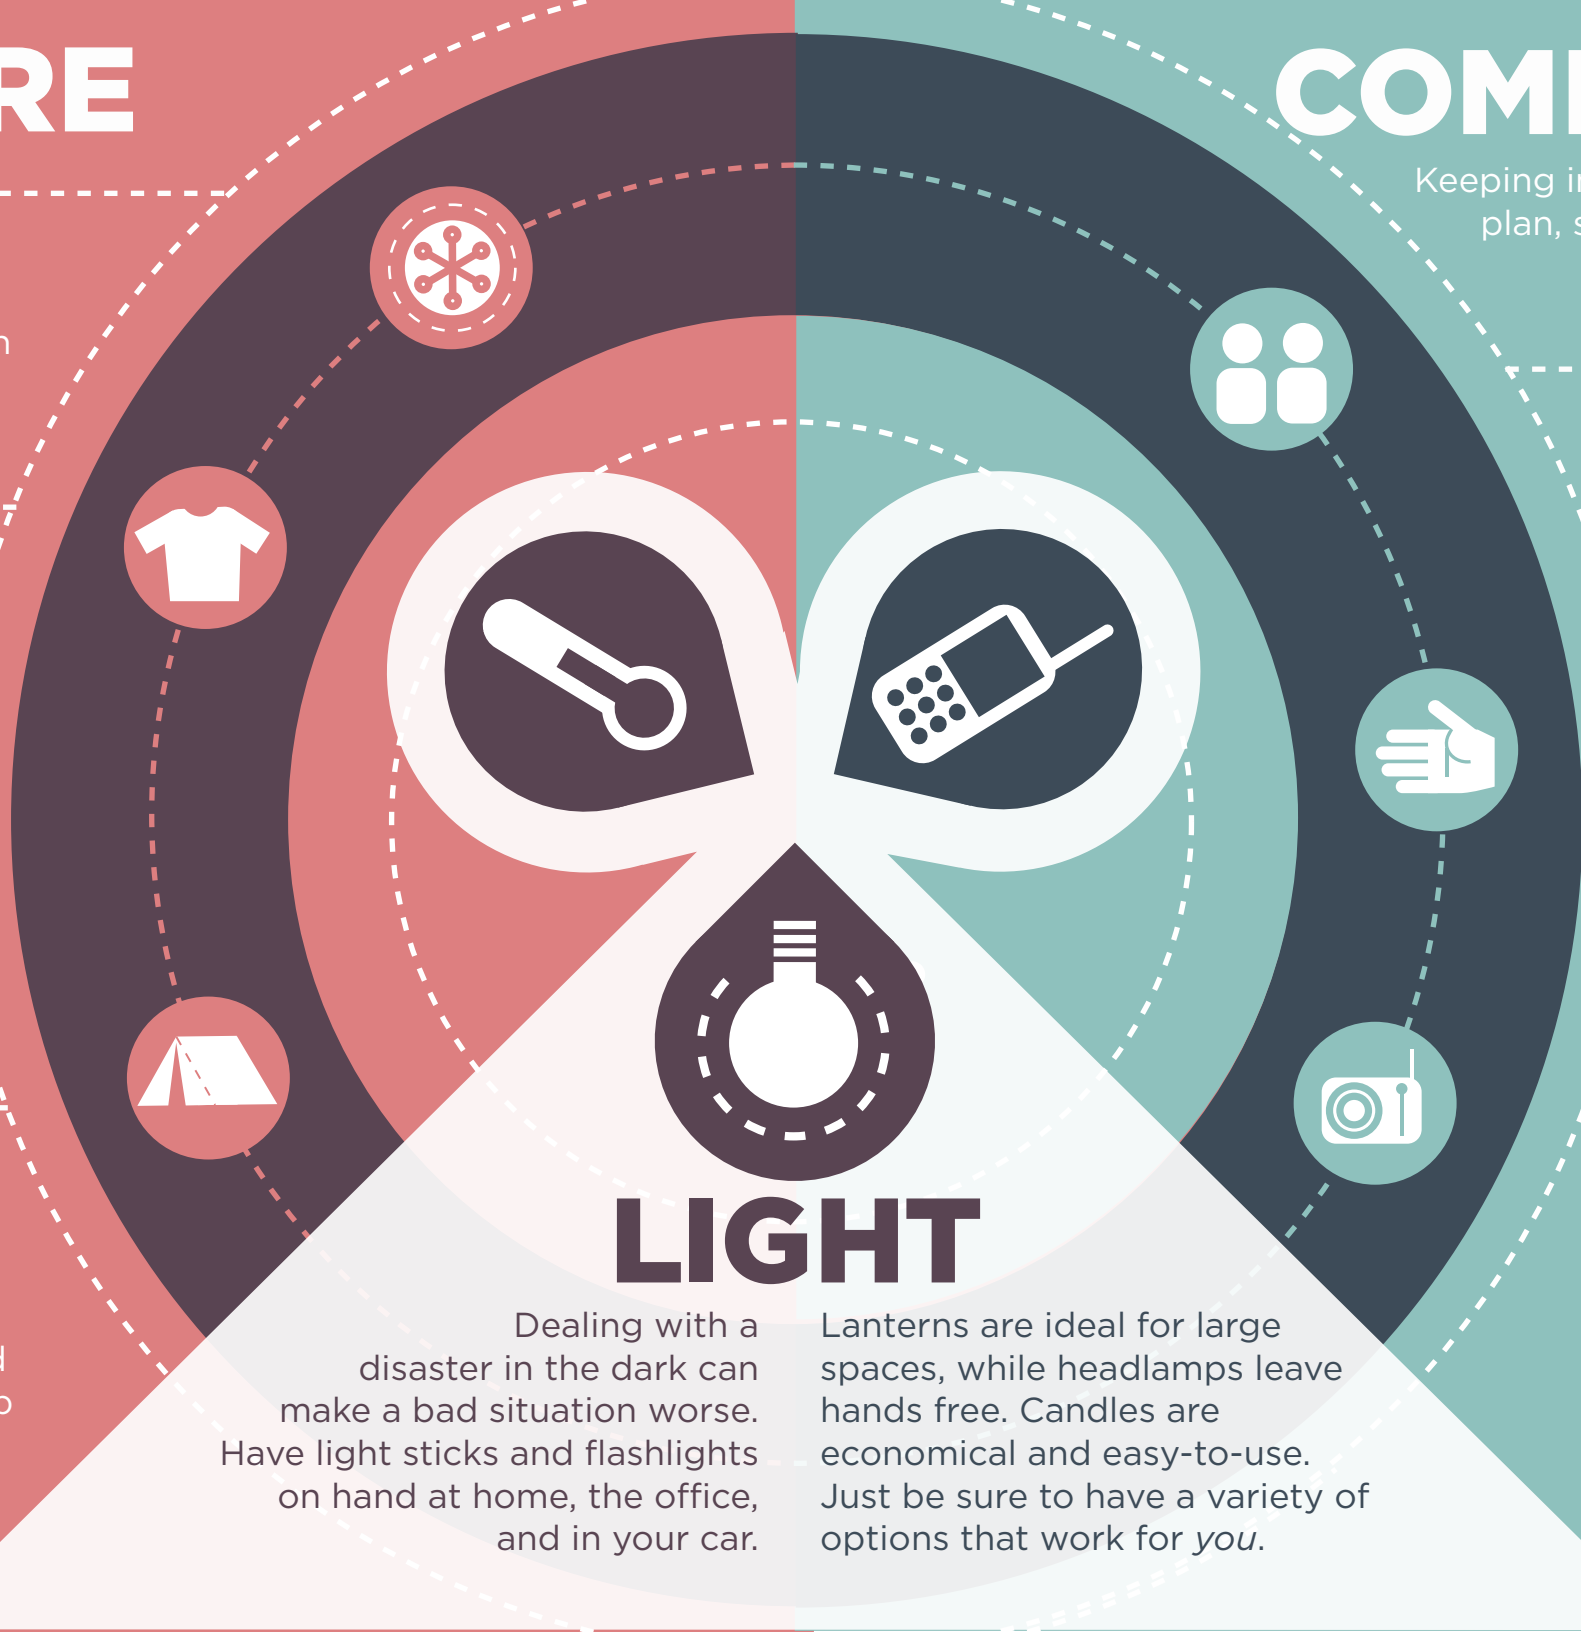 RE
COM
Keeping
plan,
LIGHT
Dealing with a
disaster in the dark can
make a bad situation worse.
Have light sticks and flashlights
on hand at home, the office,
and in your car.
Lanterns are ideal for large
spaces, while headlamps leave
hands free. Candles are
economical and easy-to-use.
Just be sure to have a variety of
options that work for you.